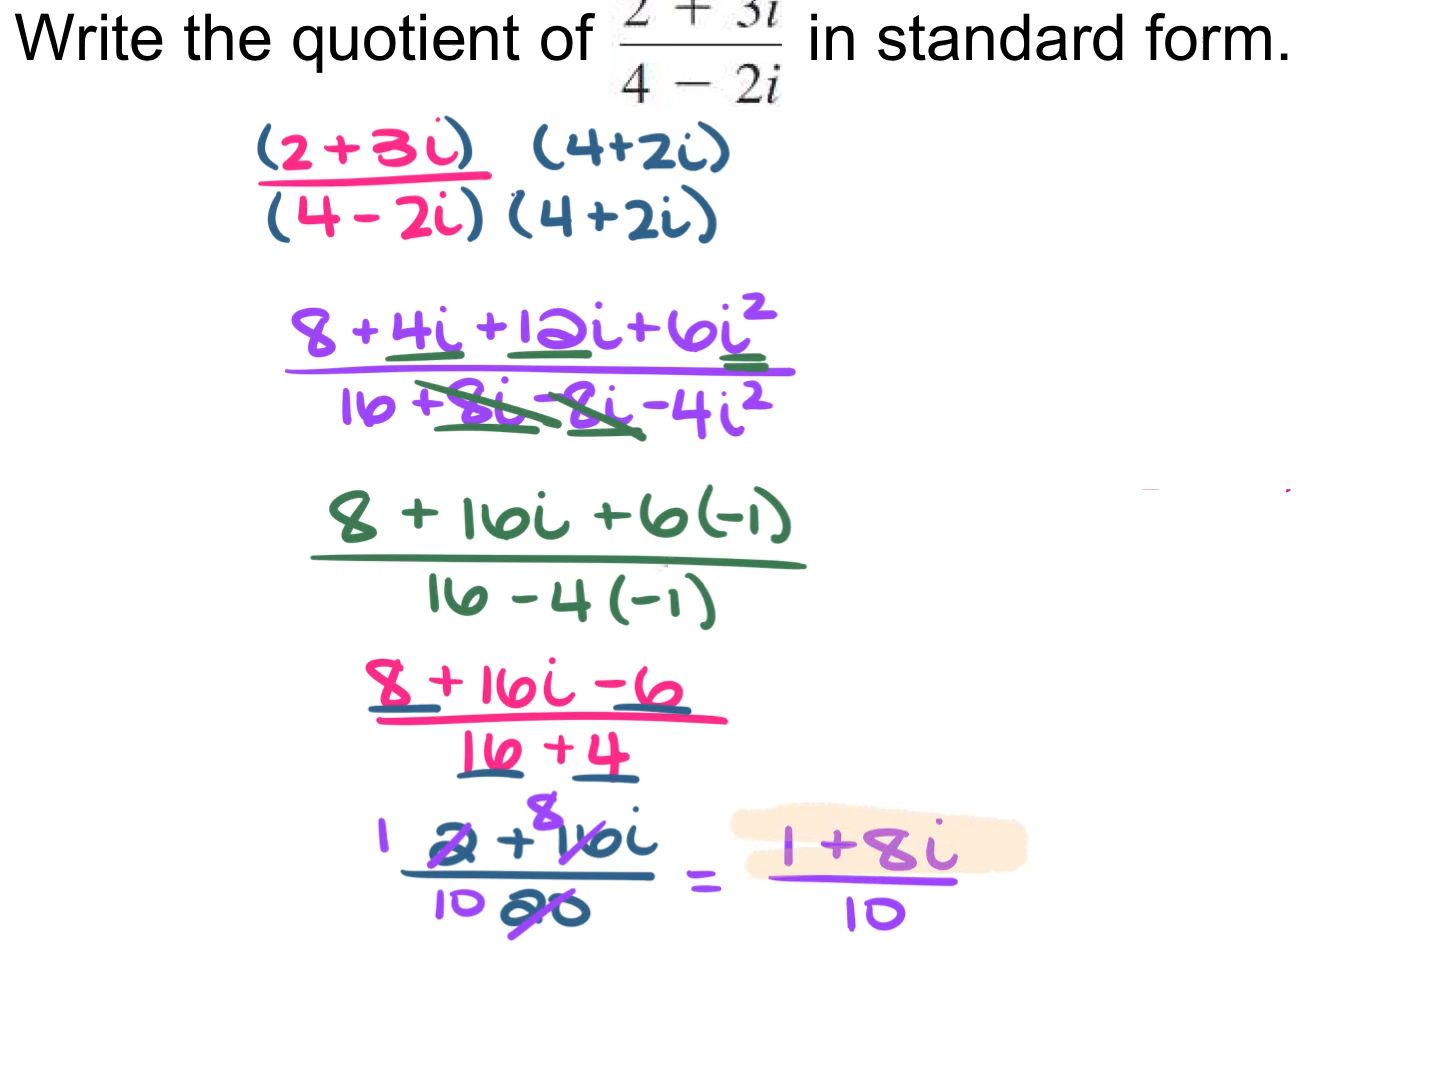 Write the quotient of 2 + 3i / 4 − 2i in standard form.
(2+3i) (4+2i)
(4-2i) (4+2i)
8+4i+12i+6i²
16+8i-8i-4i²
8 + 16i +6(-1)
16-4(-1)
8+16i-6
16+4
8
1 2+16i = 1+8i
10 20 10